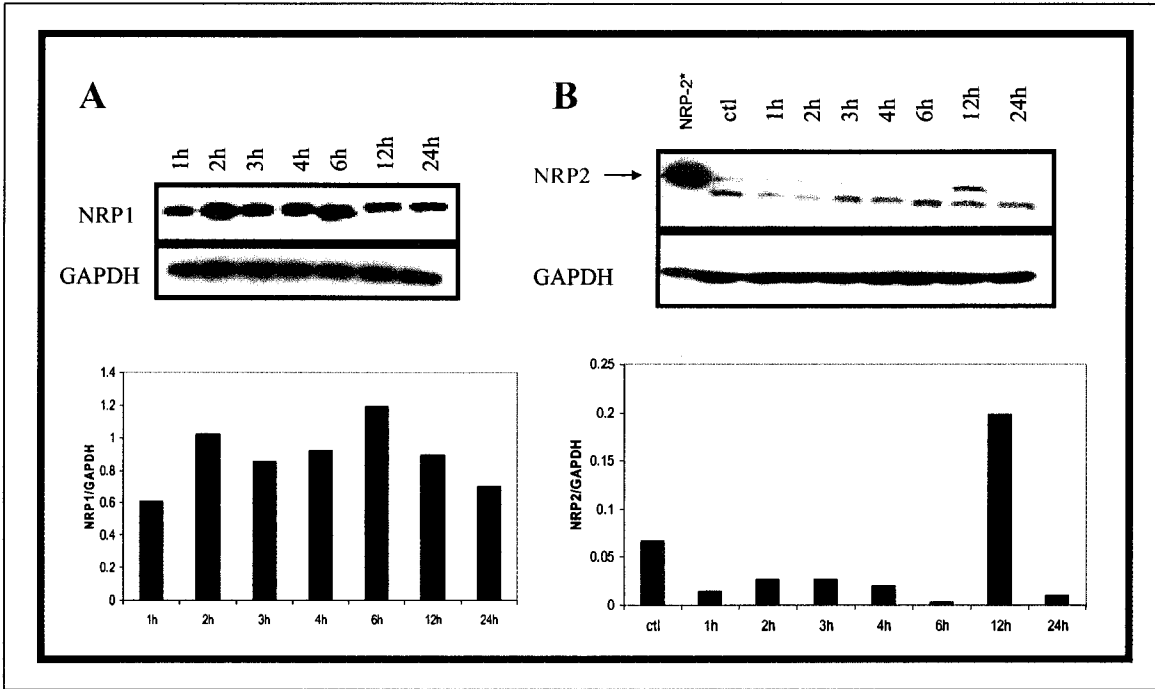 A
1h 2h 3h 4h 6h 12h 24h
NRP1
GAPDH
NRP1/GAPDH
1.4
1.2
1
0.8
0.6
0.4
0.2
0
1h 2h 3h 4h 6h 12h 24h
B
NRP-2* ctl 1h 2h 3h 4h 6h 12h 24h
NRP2
GAPDH
NRP2/GAPDH
0.25
0.2
0.15
0.1
0.05
0
ctl 1h 2h 3h 4h 6h 12h 24h